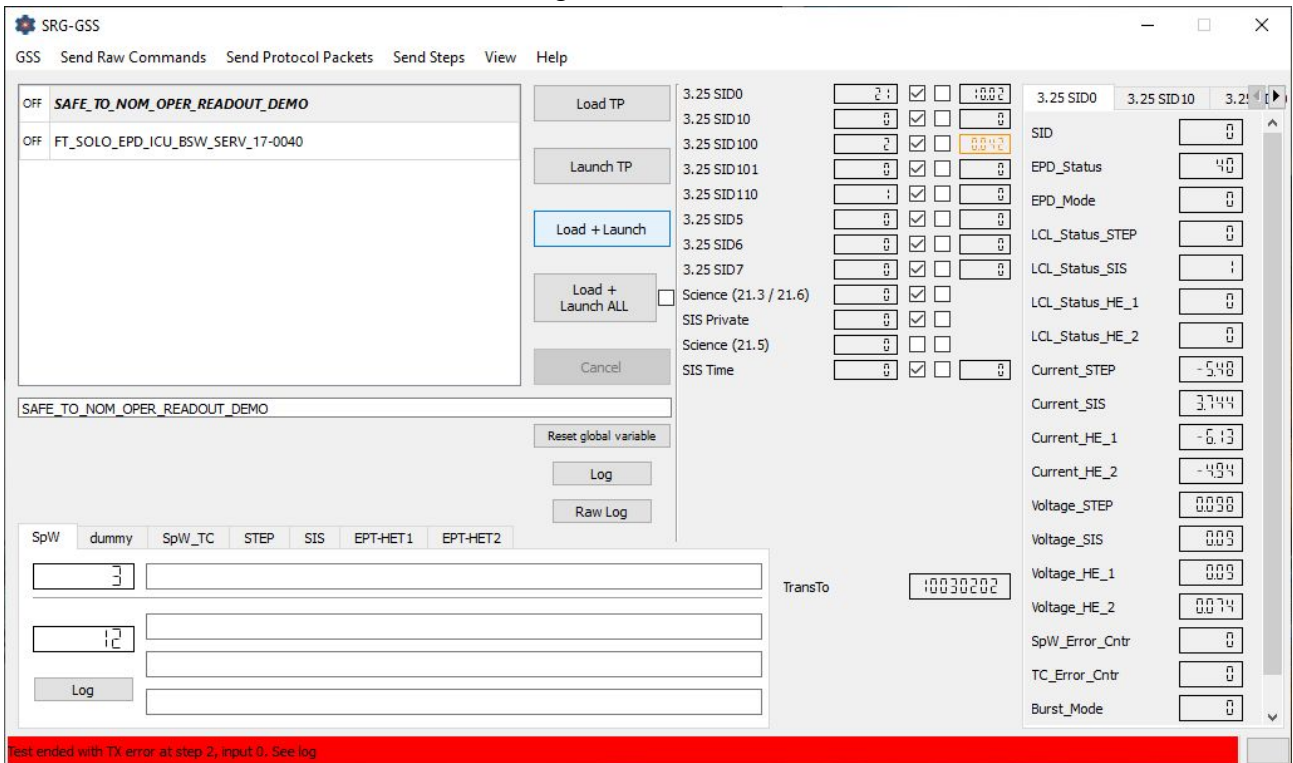 SRG-GSS
GSS Send Raw Commands Send Protocol Packets Send Steps View Help
OFF SAFE_TO_NOM_OPER_READOUT_DEMO
OFF FT_SOLO_EPD_ICU_BSW_SERV_17-0040
SAFE_TO_NOM_OPER_READOUT_DEMO
Load TP
Launch TP
Load + Launch
Load +
Launch ALL
Cancel
Reset global variable
Log
Raw Log
3.25 SID0 21 10.02
3.25 SID10 0 0
3.25 SID100 2 0.042
3.25 SID101 0 0
3.25 SID110 1 0
3.25 SID5 0 0
3.25 SID6 0 0
3.25 SID7 0 0
Science (21.3 / 21.6) 0
SIS Private 0
Science (21.5) 0
SIS Time 0 0
3.25 SID0 3.25 SID10
SID 0
EPD_Status 40
EPD_Mode 0
LCL_Status_STEP 0
LCL_Status_SIS 1
LCL_Status_HE_1 0
LCL_Status_HE_2 0
Current_STEP -5.48
Current_SIS 3.744
Current_HE_1 -6.13
Current_HE_2 -4.94
Voltage_STEP 0.098
Voltage_SIS 0.09
Voltage_HE_1 0.09
Voltage_HE_2 0.074
SpW_Error_Cntr 0
TC_Error_Cntr 0
Burst_Mode 0
SpW dummy SpW_TC STEP SIS EPT-HET1 EPT-HET2
3
12
Log
TransTo 10030202
Test ended with TX error at step 2, input 0. See log